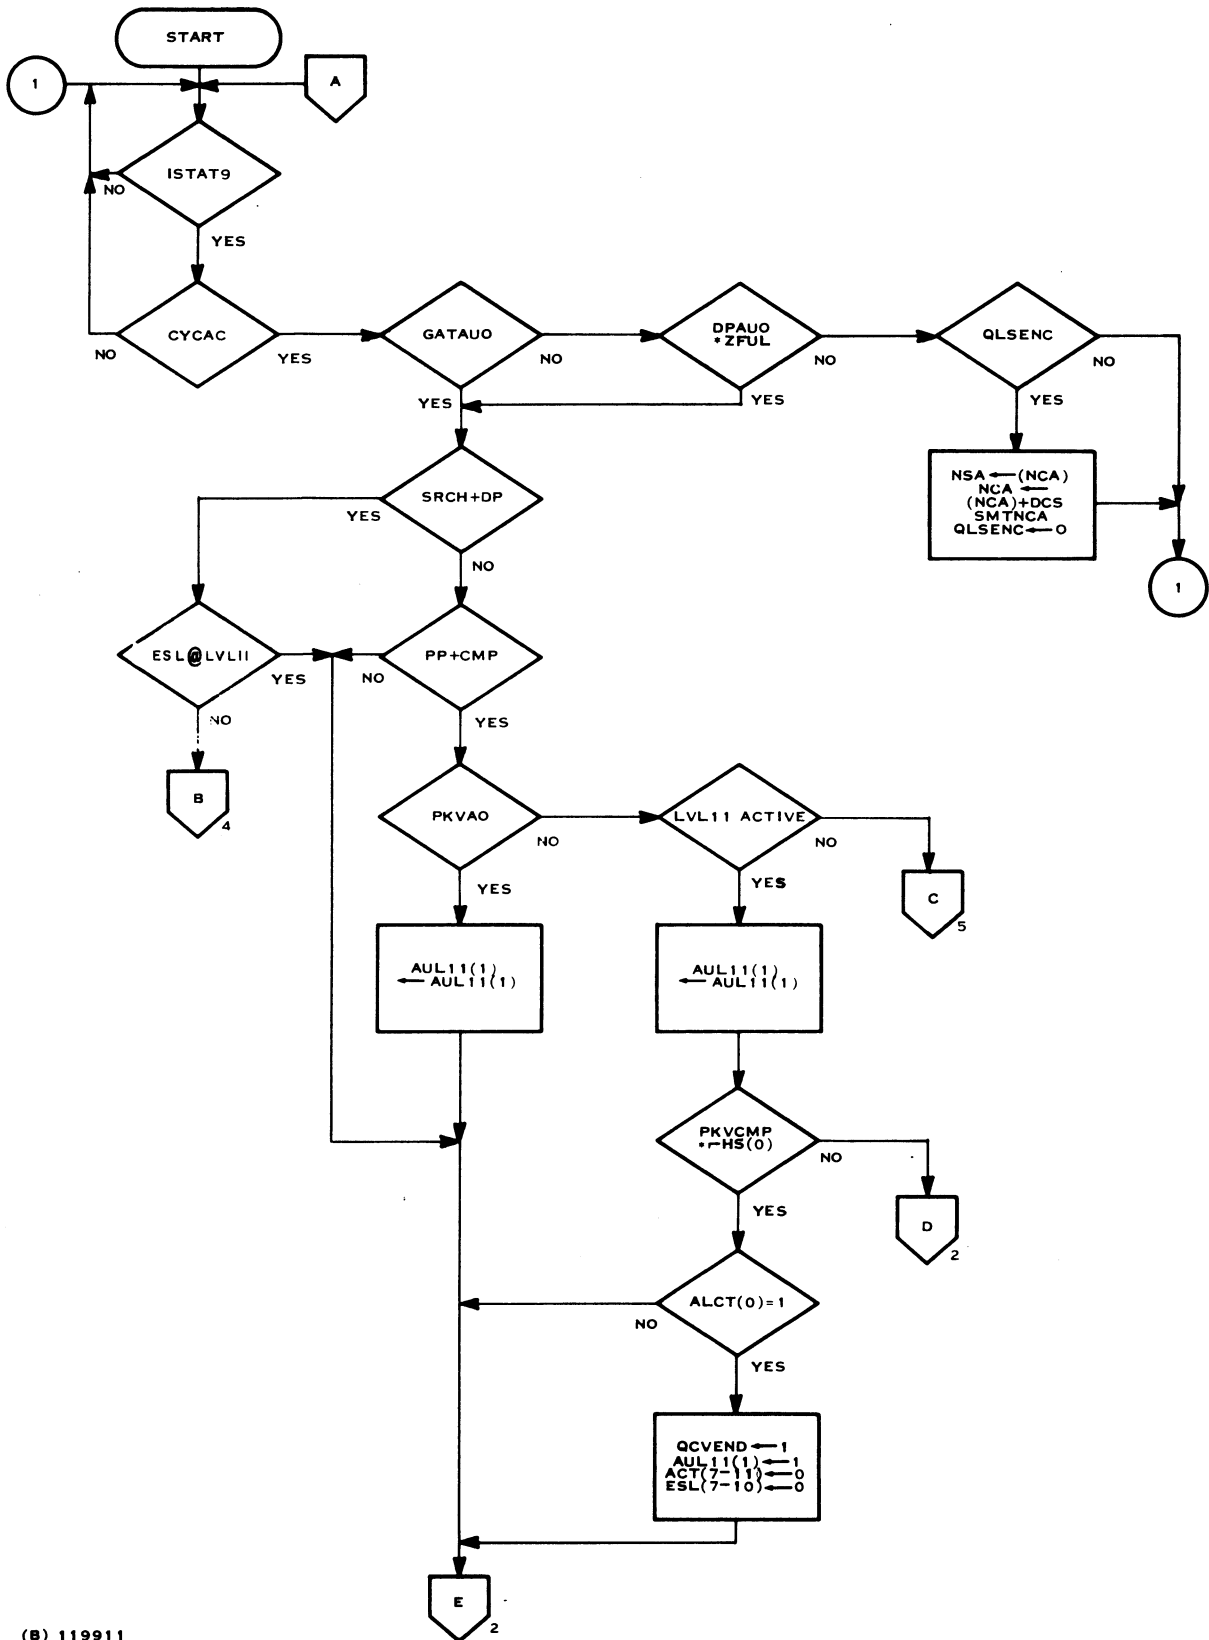 START
1
A
ISTAT9
NO
YES
CYCAC
NO
YES
GATAUO
NO
YES
DPAUO
*ZFUL
NO
YES
QLSENC
NO
YES
NSA ← (NCA)
NCA ←
(NCA)+DCS
SMTNCA
QLSENC ← 0
1
SRCH+DP
YES
NO
ESL@LVL11
YES
NO
PP+CMP
NO
YES
B
4
PKVAO
NO
YES
LVL11 ACTIVE
NO
YES
C
5
AUL11(1)
← AUL11(1)
AUL11(1)
← AUL11(1)
PKVCMP
*⌐HS(0)
NO
YES
D
2
ALCT(0)=1
NO
YES
QCVEND ← 1
AUL11(1) ← 1
ACT(7-11) ← 0
ESL(7-10) ← 0
E
2
(B) 119911